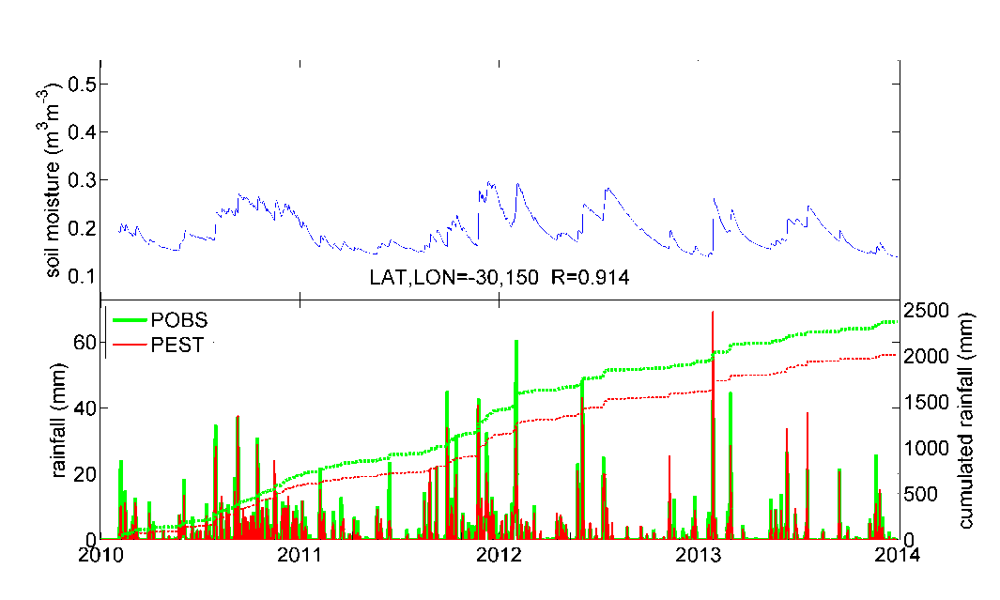 soil moisture (m³m⁻³)
0.5
0.4
0.3
0.2
0.1
LAT,LON=-30,150 R=0.914
POBS
PEST
rainfall (mm)
60
40
20
0
2500
2000
1500
1000
500
0
cumulated rainfall (mm)
2010 2011 2012 2013 2014